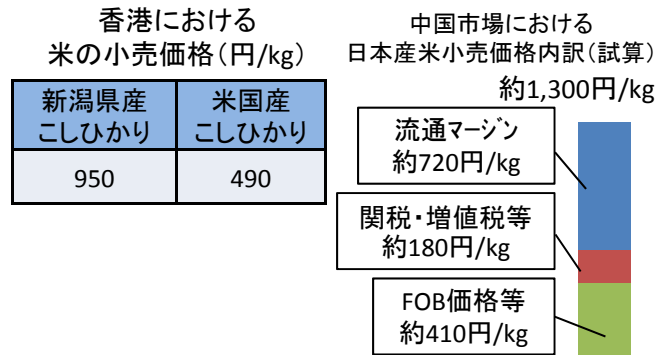 香港における
米の小売価格(円/kg)
新潟県産
こしひかり
米国産
こしひかり
950
490
中国市場における
日本産米小売価格内訳(試算)
約1,300円/kg
流通マージン
約720円/kg
関税・増値税等
約180円/kg
FOB価格等
約410円/kg